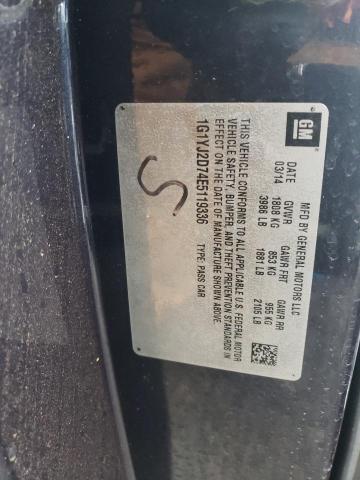 GM
MFD BY GENERAL MOTORS LLC
DATE GVWR GAWR FRT GAWR RR
03/14 1808 KG 853 KG 955 KG
3986 LB 1881 LB 2105 LB
THIS VEHICLE CONFORMS TO ALL APPLICABLE U.S. FEDERAL MOTOR
VEHICLE SAFETY, BUMPER, AND THEFT PREVENTION STANDARDS IN
EFFECT ON THE DATE OF MANUFACTURE SHOWN ABOVE.
1G1YJ2D74E5119336 TYPE: PASS CAR
S